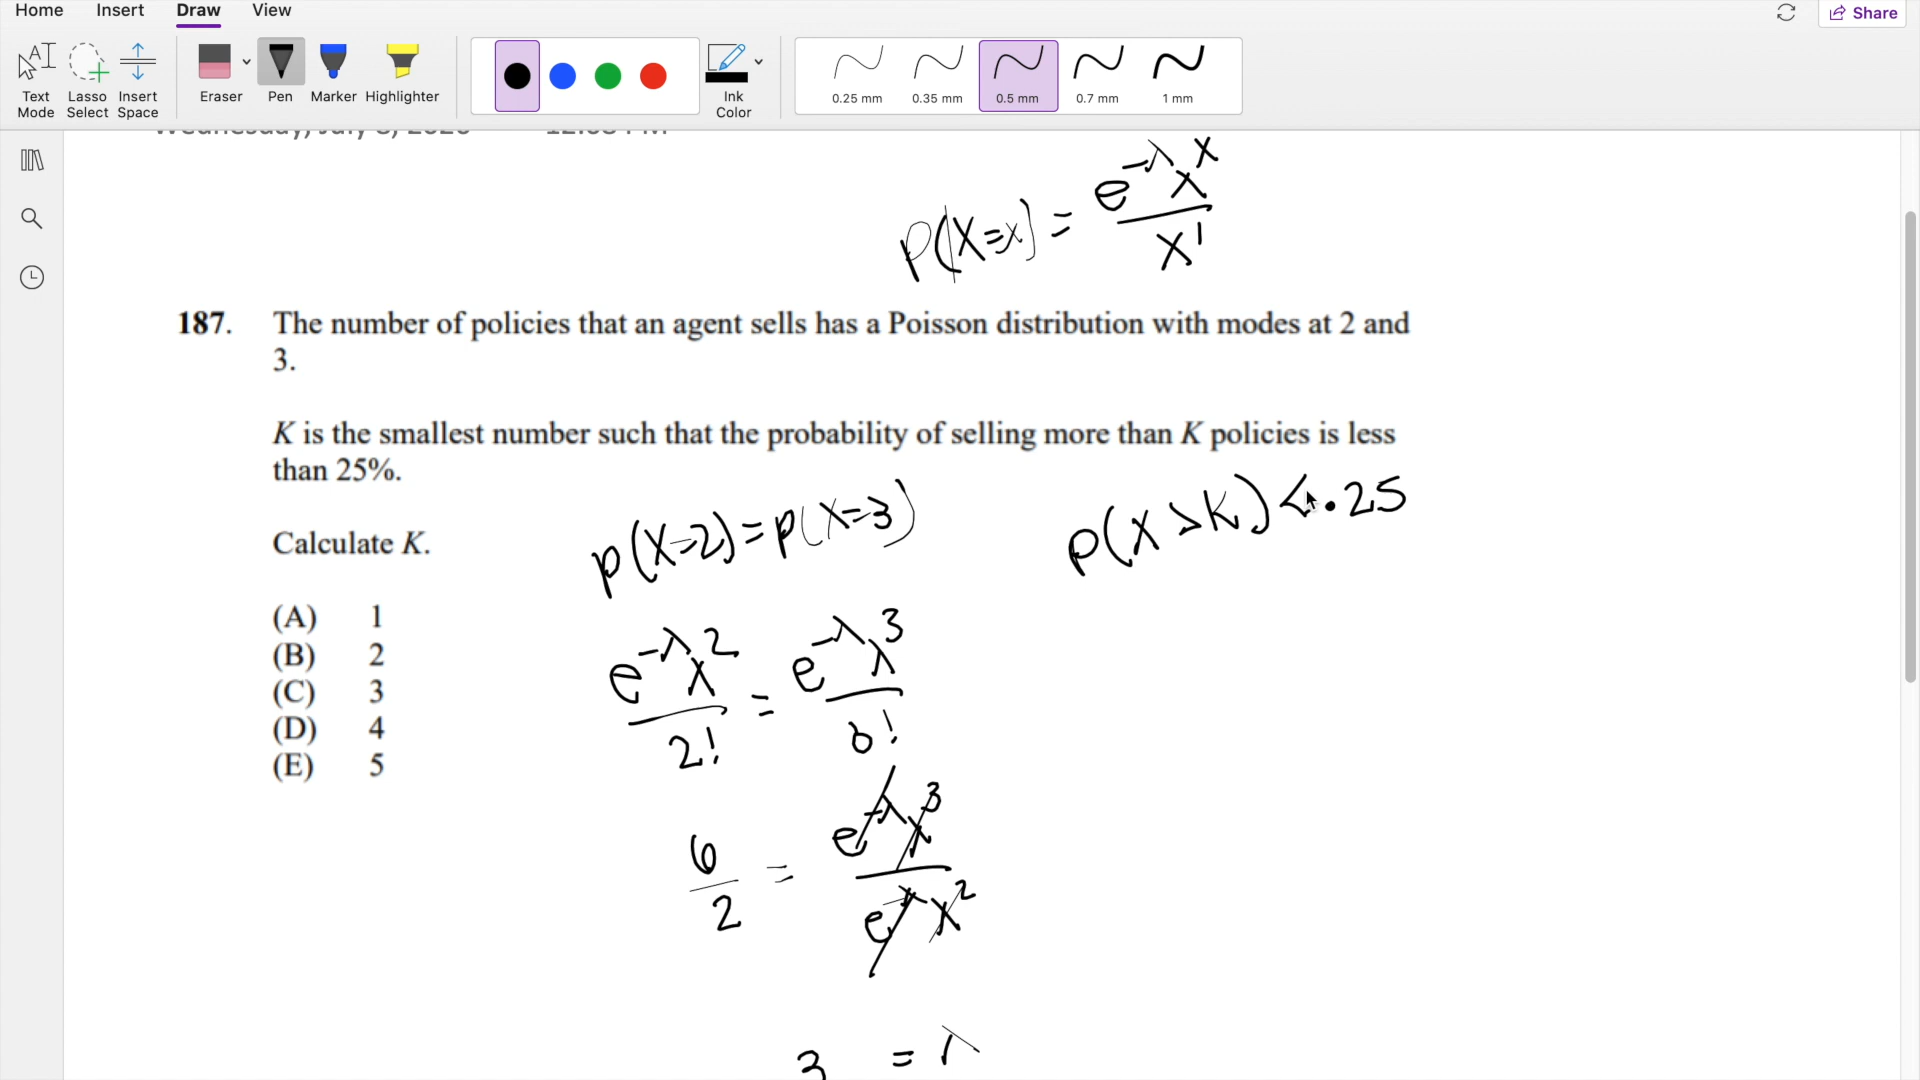 Home Insert Draw View
Share
Text Mode
Lasso Select
Insert Space
Eraser
Pen
Marker
Highlighter
Ink Color
0.25 mm
0.35 mm
0.5 mm
0.7 mm
1 mm
P(X=x) = e^-λ x^x / x!
187. The number of policies that an agent sells has a Poisson distribution with modes at 2 and
3.
K is the smallest number such that the probability of selling more than K policies is less
than 25%.
P(X=2)=P(X=3)
P(X>K)<.25
Calculate K.
(A) 1
(B) 2
(C) 3
(D) 4
(E) 5
e^-λ λ^2 / 2! = e^-λ λ^3 / 6!
6/2 = e^-λ λ^3 / e^-λ λ^2
3 = λ